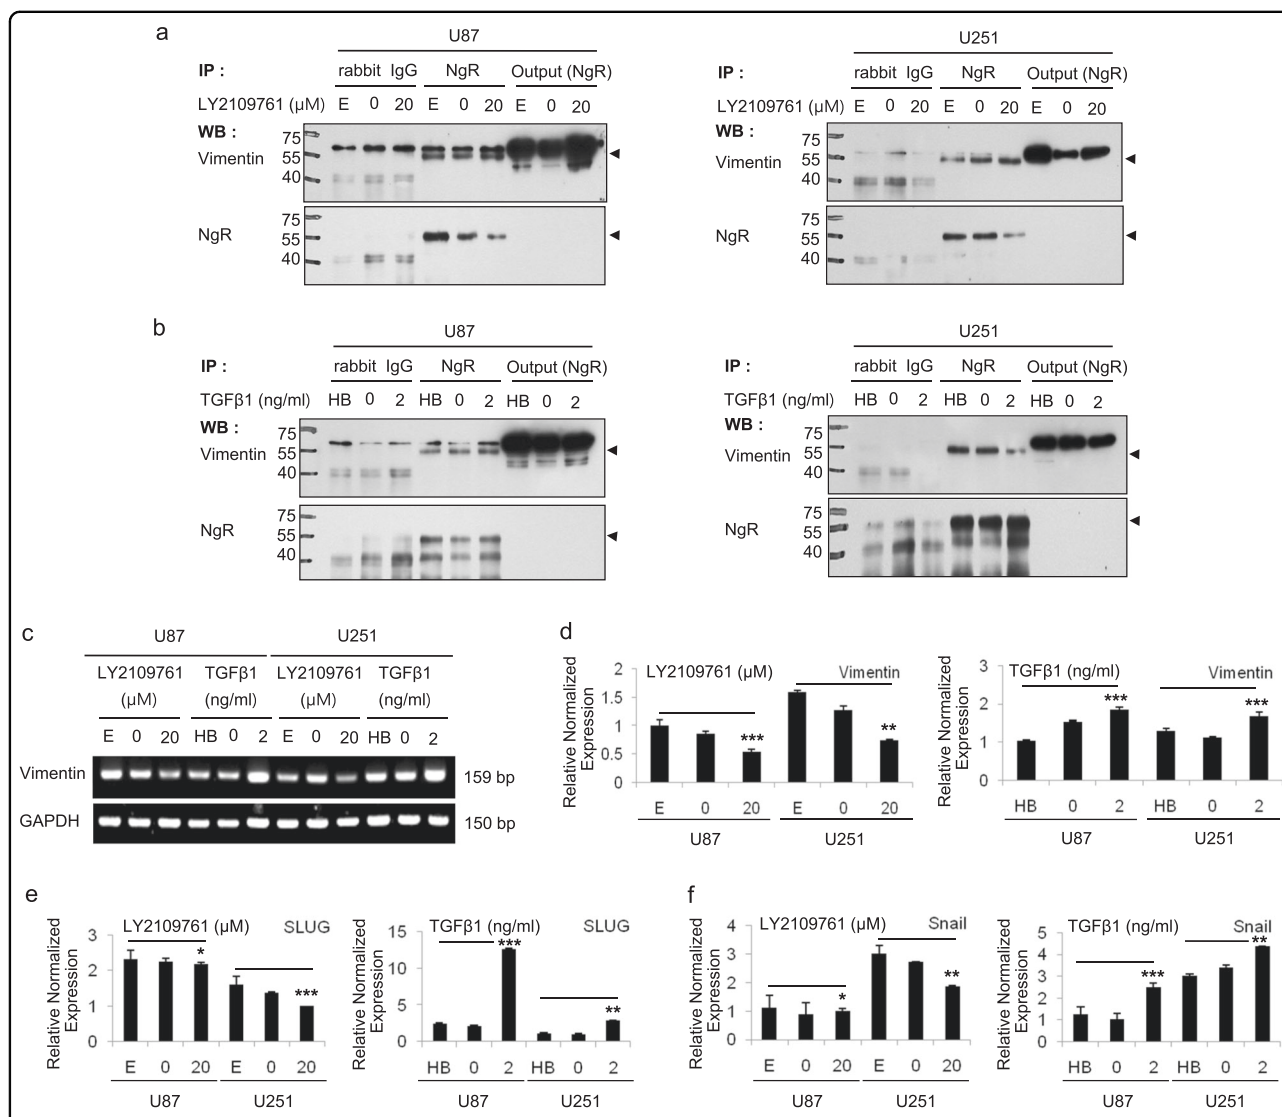 a
U87
U251
IP :
rabbit IgG
NgR
Output (NgR)
IP :
rabbit IgG
NgR
Output (NgR)
LY2109761 (µM)
E 0 20 E 0 20 E 0 20
LY2109761 (µM)
E 0 20 E 0 20 E 0 20
WB :
Vimentin
75
55
40
WB :
Vimentin
75
55
40
NgR
75
55
40
NgR
75
55
40
b
U87
U251
IP :
rabbit IgG
NgR
Output (NgR)
IP :
rabbit IgG
NgR
Output (NgR)
TGFβ1 (ng/ml)
HB 0 2 HB 0 2 HB 0 2
TGFβ1 (ng/ml)
HB 0 2 HB 0 2 HB 0 2
WB :
Vimentin
75
55
40
WB :
Vimentin
75
55
40
NgR
75
55
40
NgR
75
55
40
c
U87
U251
LY2109761 (µM)
TGFβ1 (ng/ml)
LY2109761 (µM)
TGFβ1 (ng/ml)
E 0 20 HB 0 2 E 0 20 HB 0 2
Vimentin
159 bp
GAPDH
150 bp
d
Relative Normalized Expression
2
1.5
1
0.5
0
LY2109761 (µM)
Vimentin
***
**
E 0 20 E 0 20
U87
U251
Relative Normalized Expression
3
2
1
0
TGFβ1 (ng/ml)
Vimentin
***
***
HB 0 2 HB 0 2
U87
U251
e
Relative Normalized Expression
3
2
1
0
LY2109761 (µM)
SLUG
*
***
E 0 20 E 0 20
U87
U251
Relative Normalized Expression
15
10
5
0
TGFβ1 (ng/ml)
SLUG
***
**
HB 0 2 HB 0 2
U87
U251
f
Relative Normalized Expression
4
3
2
1
0
LY2109761 (µM)
Snail
*
**
E 0 20 E 0 20
U87
U251
Relative Normalized Expression
5
4
3
2
1
0
TGFβ1 (ng/ml)
Snail
***
**
HB 0 2 HB 0 2
U87
U251